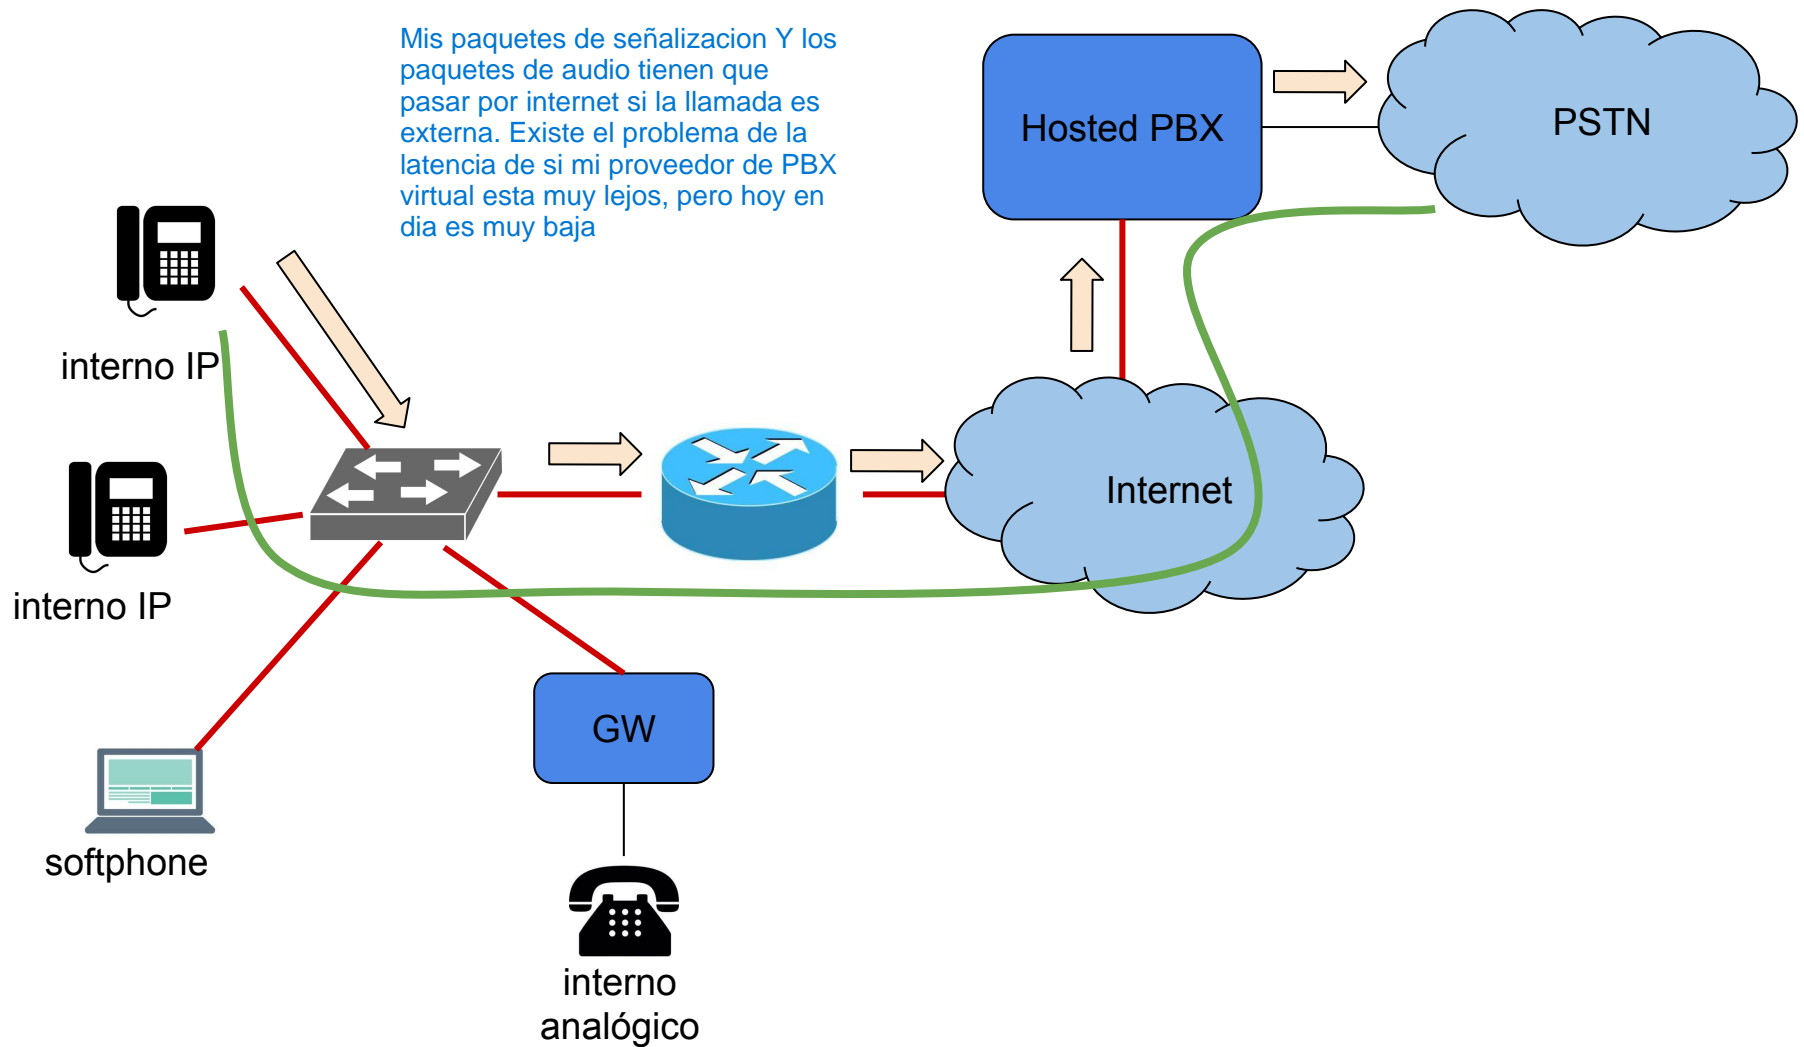 Mis paquetes de señalizacion Y los
paquetes de audio tienen que
pasar por internet si la llamada es
externa. Existe el problema de la
latencia de si mi proveedor de PBX
virtual esta muy lejos, pero hoy en
dia es muy baja
Hosted PBX
PSTN
interno IP
Internet
interno IP
GW
softphone
interno
analógico